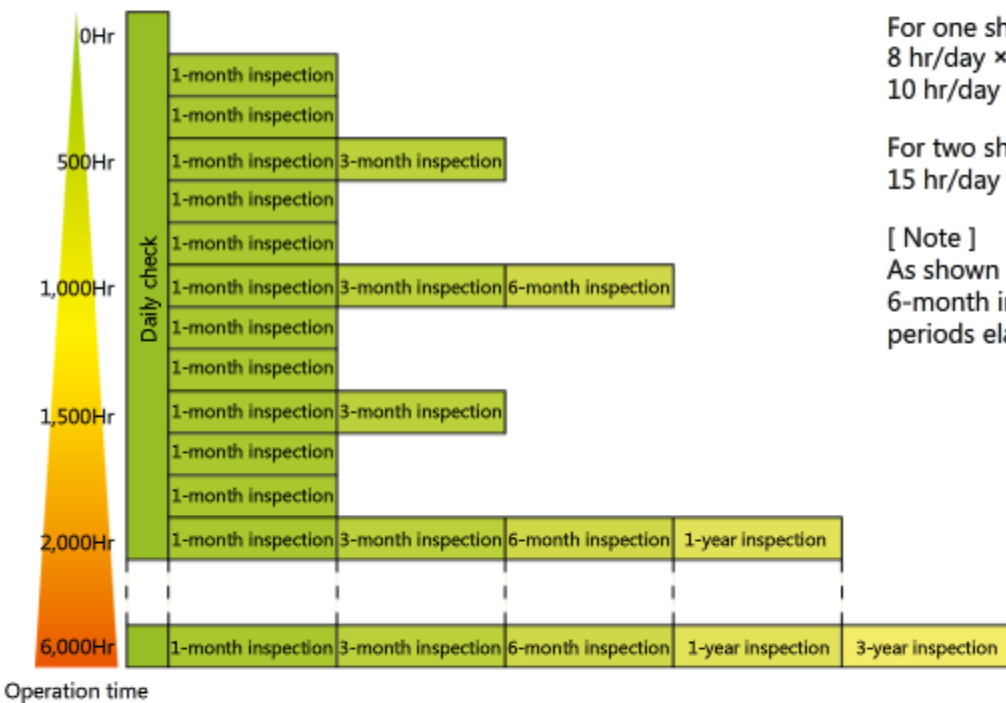 0Hr
For one sh
8 hr/day ×
10 hr/day
For two sh
15 hr/day
[ Note ]
As shown
6-month i
periods ela
Daily check
1-month inspection
1-month inspection
500Hr 1-month inspection 3-month inspection
1-month inspection
1-month inspection
1,000Hr 1-month inspection 3-month inspection 6-month inspection
1-month inspection
1-month inspection
1,500Hr 1-month inspection 3-month inspection
1-month inspection
1-month inspection
2,000Hr 1-month inspection 3-month inspection 6-month inspection 1-year inspection
6,000Hr 1-month inspection 3-month inspection 6-month inspection 1-year inspection 3-year inspection
Operation time